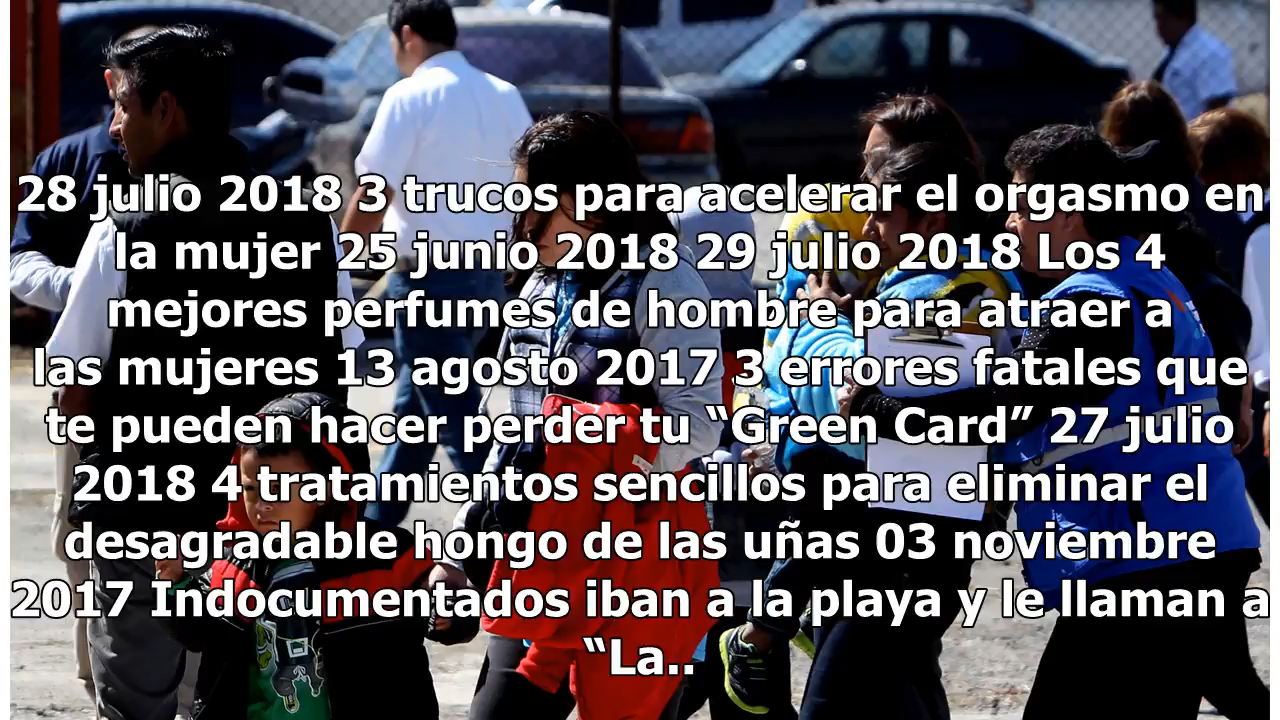 28 julio 2018 3 trucos para acelerar el orgasmo en
la mujer 25 junio 2018 29 julio 2018 Los 4
mejores perfumes de hombre para atraer a
las mujeres 13 agosto 2017 3 errores fatales que
te pueden hacer perder tu “Green Card” 27 julio
2018 4 tratamientos sencillos para eliminar el
desagradable hongo de las uñas 03 noviembre
2017 Indocumentados iban a la playa y le llaman a
“La..